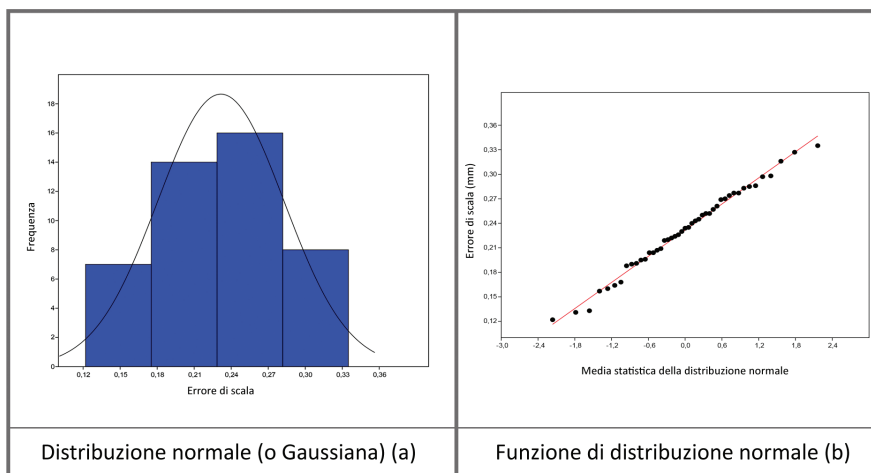 18
16
14
12
10
8
6
4
2
0
Frequenza
0,12 0,15 0,18 0,21 0,24 0,27 0,30 0,33 0,36
Errore di scala
0,36
0,33
0,30
0,27
0,24
0,21
0,18
0,15
0,12
Errore di scala (mm)
-3,0 -2,4 -1,8 -1,2 -0,6 0,0 0,6 1,2 1,8 2,4
Media statistica della distribuzione normale
Distribuzione normale (o Gaussiana) (a)
Funzione di distribuzione normale (b)